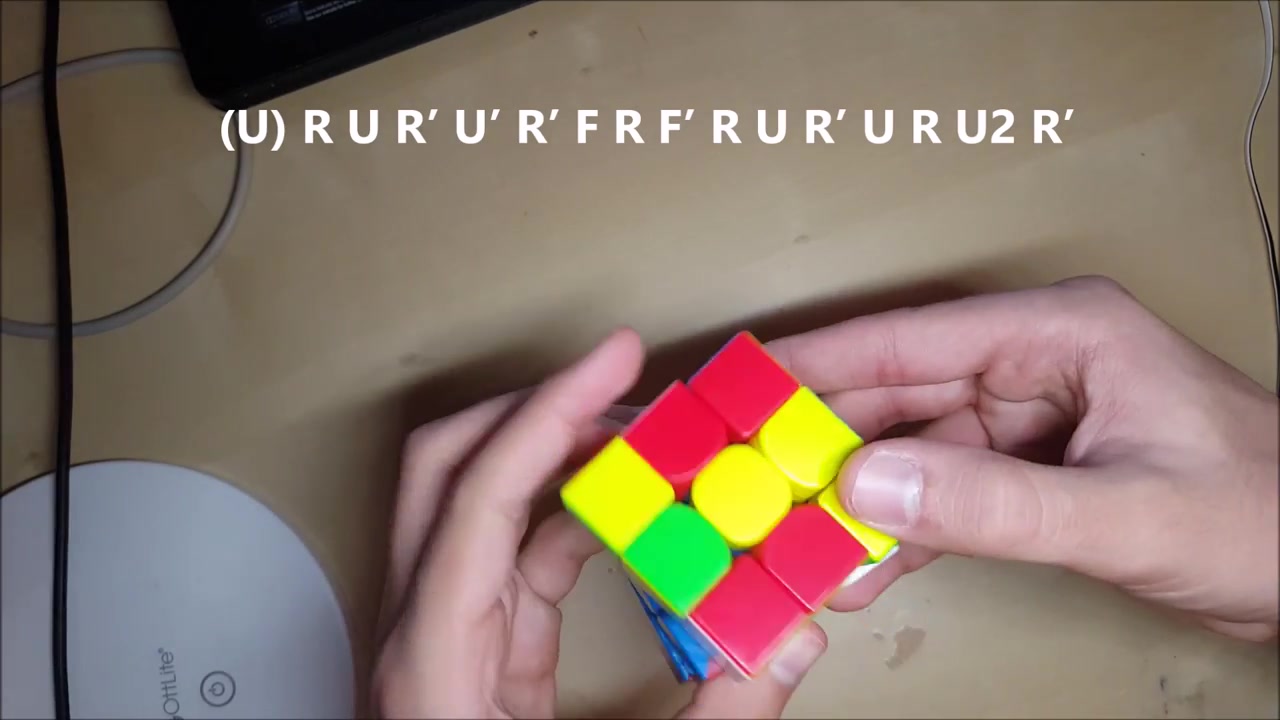 (U) R U R′ U′ R′ F R F′ R U R′ U R U2 R′
OttLite®